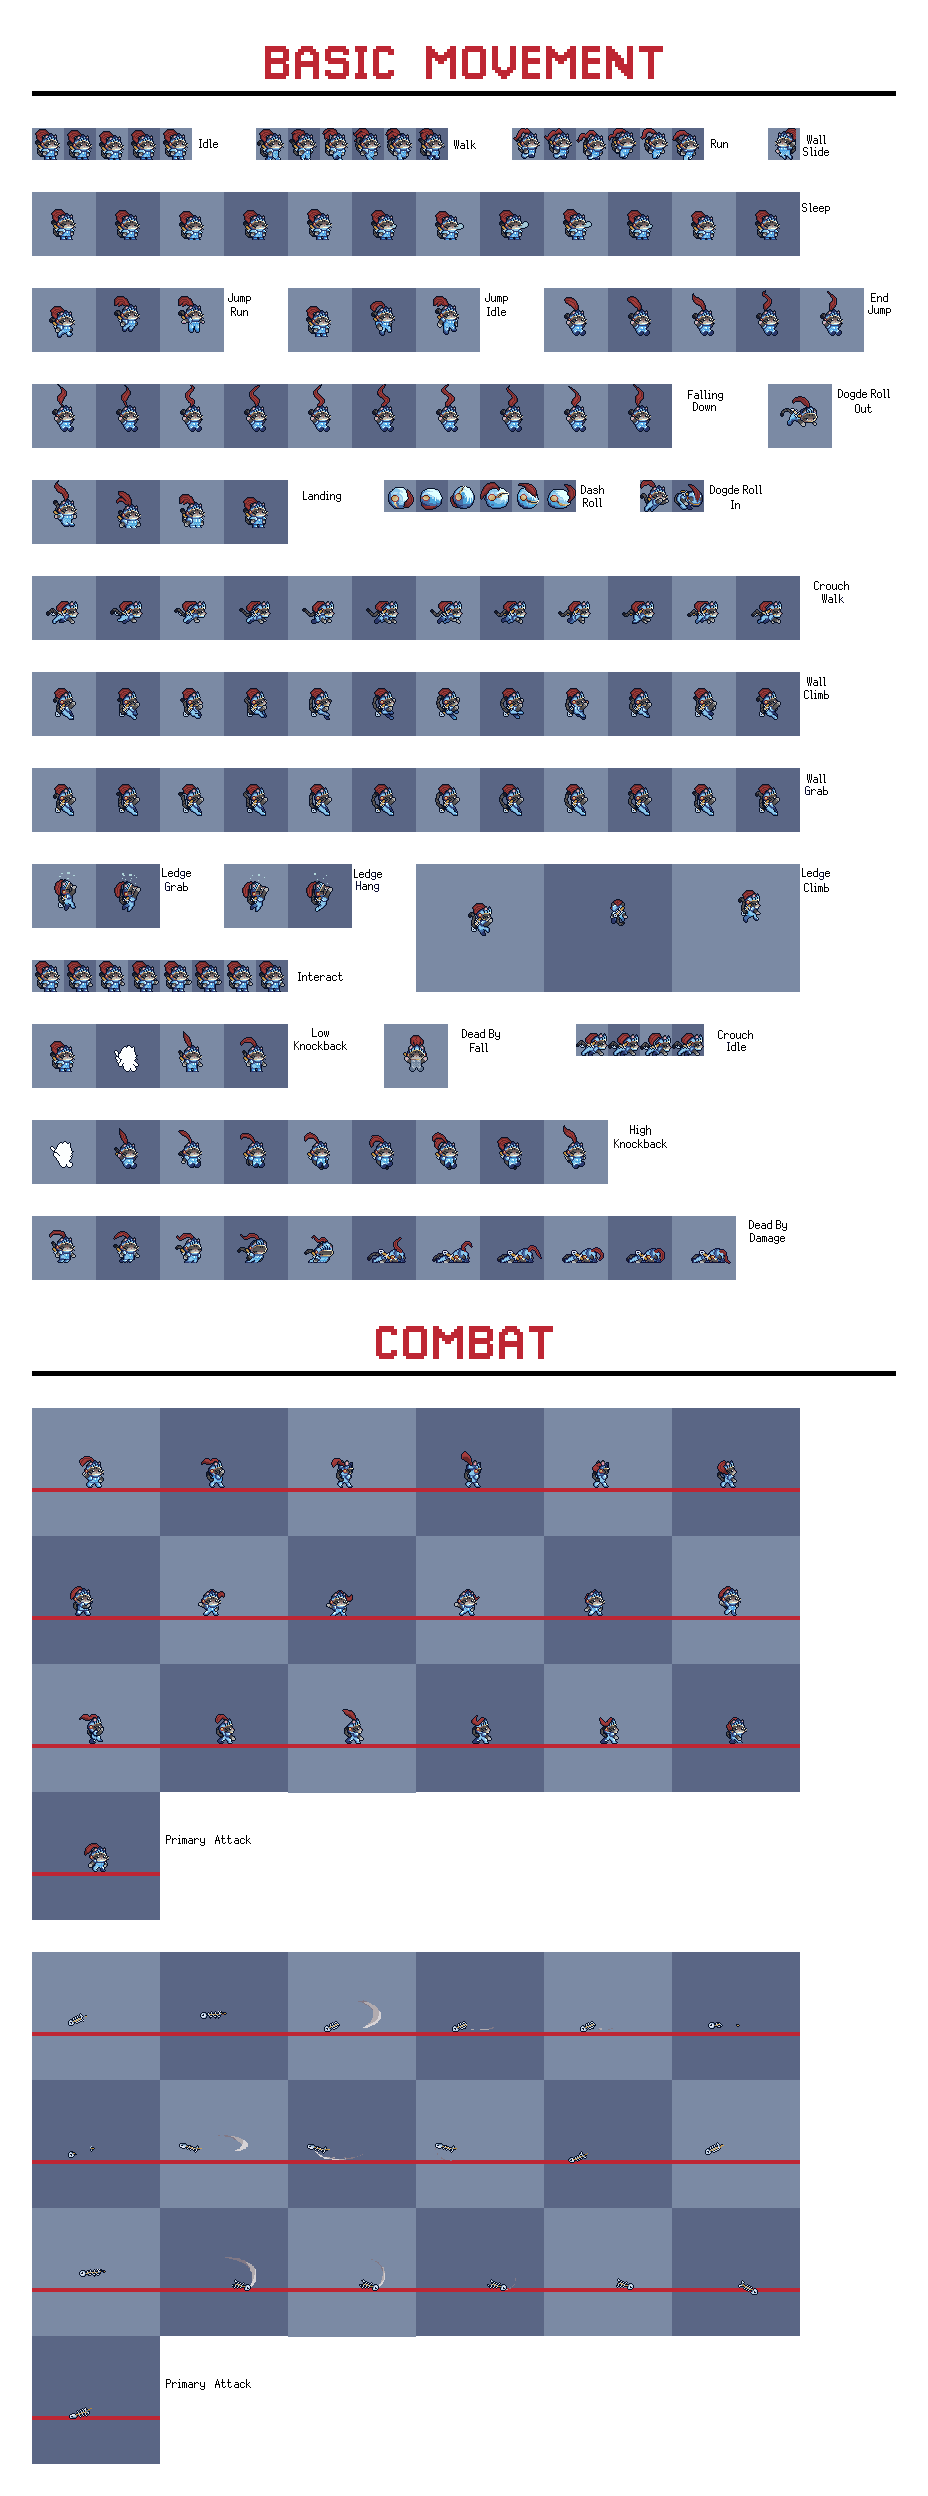 BASIC MOVEMENT
Idle
Walk
Run
Wall
Slide
Sleep
Jump
Run
Jump
Idle
End
Jump
Falling
Down
Dogde Roll
Out
Landing
Dash
Roll
Dogde Roll
In
Crouch
Walk
Wall
Climb
Wall
Grab
Ledge
Grab
Ledge
Hang
Ledge
Climb
Interact
Low
Knockback
Dead By
Fall
Crouch
Idle
High
Knockback
Dead By
Damage
COMBAT
Primary Attack
Primary Attack